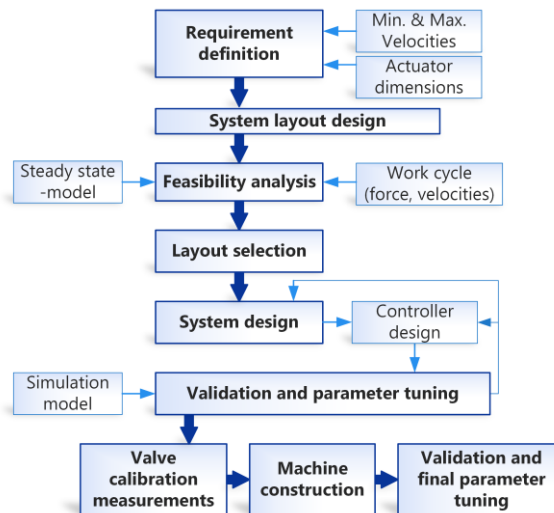 Requirement
definition
Min. & Max.
Velocities
Actuator
dimensions
System layout design
Steady state
-model
Feasibility analysis
Work cycle
(force, velocities)
Layout selection
System design
Controller
design
Simulation
model
Validation and parameter tuning
Valve
calibration
measurements
Machine
construction
Validation and
final parameter
tuning